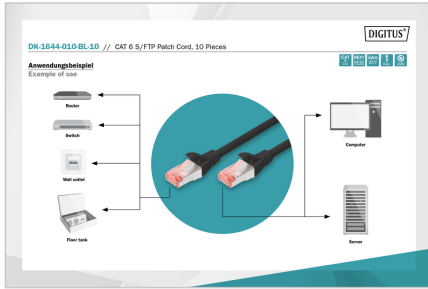 DIGITUS®
DK-1644-010-BL-10 // CAT 6 S/FTP Patch Cord, 10 Pieces
Anwendungsbeispiel
Example of use
Router
Switch
Wall outlet
Floor tank
Computer
Server